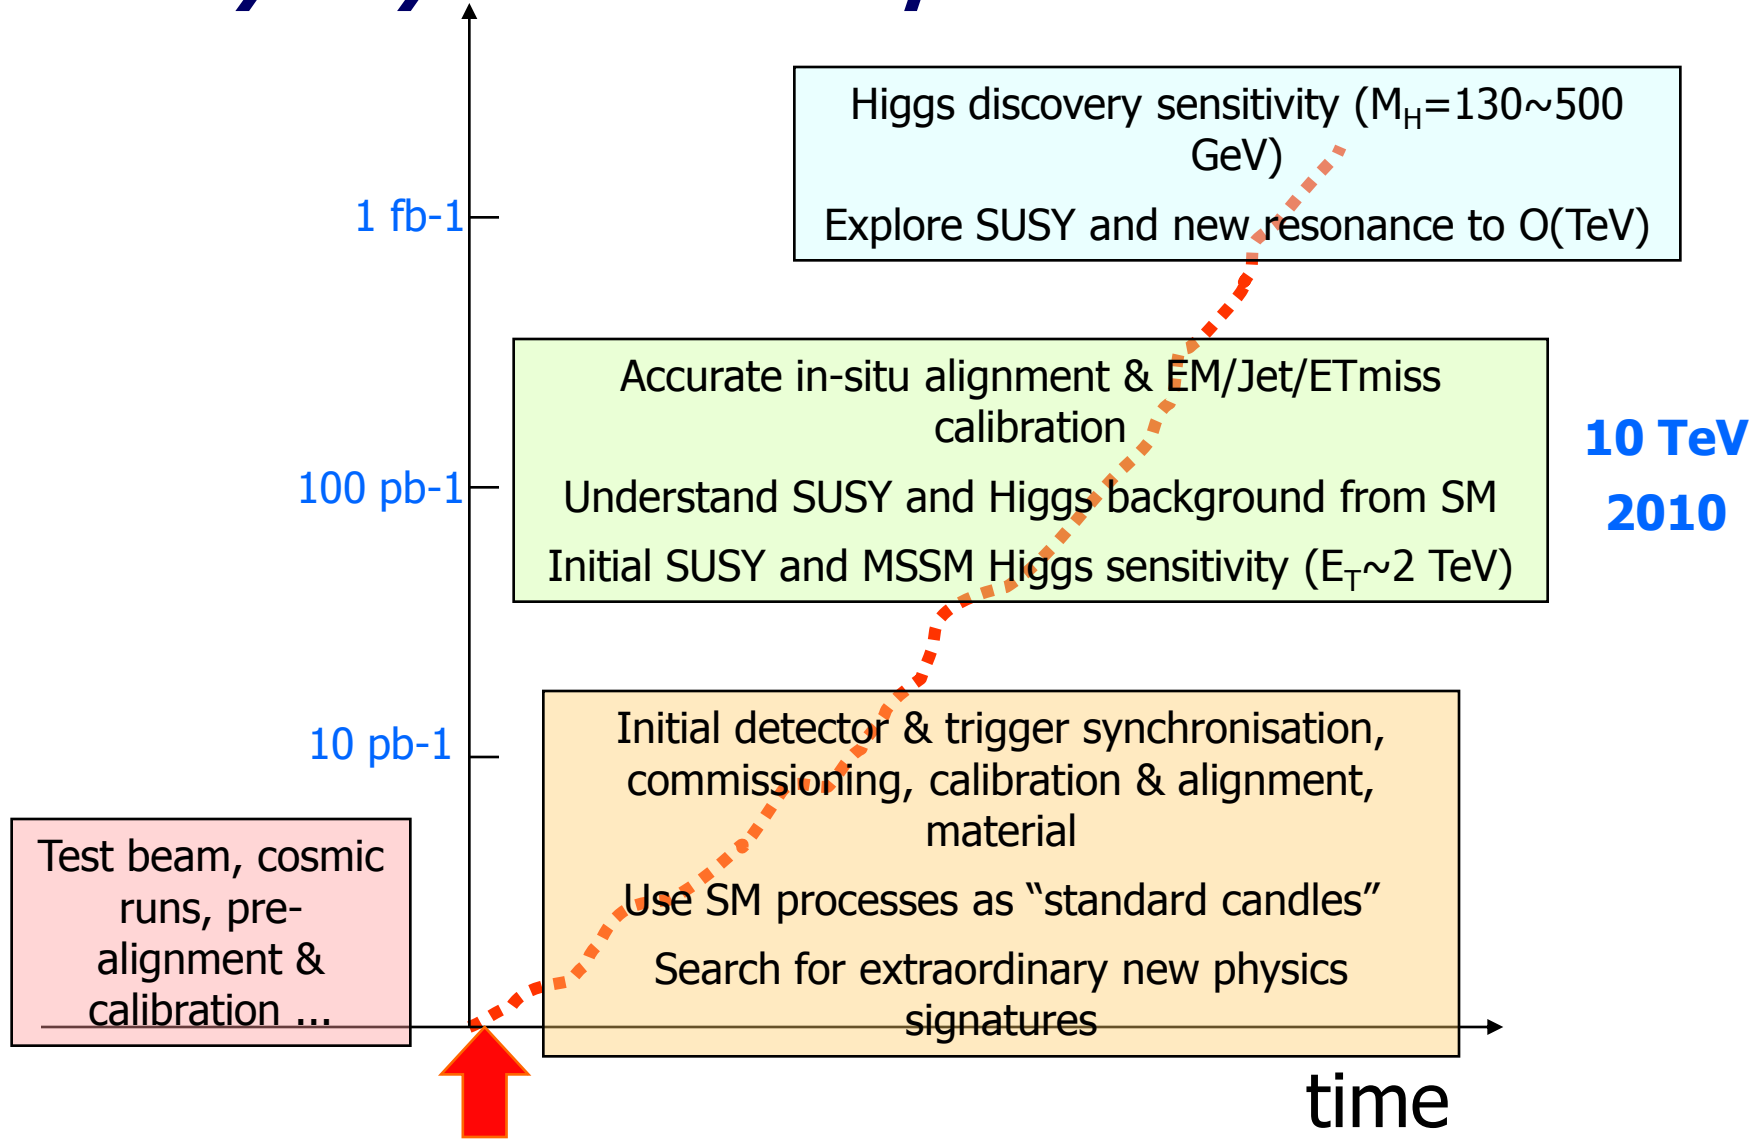 Higgs discovery sensitivity (M_H=130~500
GeV)
Explore SUSY and new resonance to O(TeV)
1 fb-1
Accurate in-situ alignment & EM/Jet/ETmiss
calibration
Understand SUSY and Higgs background from SM
Initial SUSY and MSSM Higgs sensitivity (E_T~2 TeV)
100 pb-1
10 TeV
2010
Initial detector & trigger synchronisation,
commissioning, calibration & alignment,
material
Use SM processes as “standard candles”
Search for extraordinary new physics
signatures
10 pb-1
Test beam, cosmic
runs, pre-
alignment &
calibration ...
time